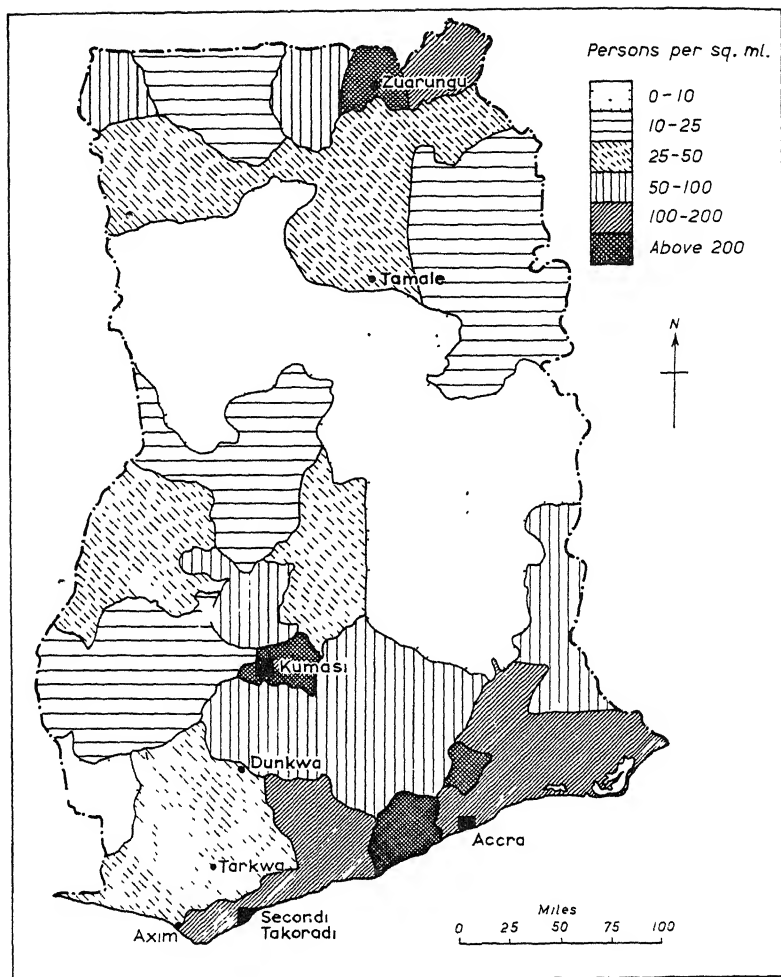 Persons per sq. ml.
0-10
10-25
25-50
50-100
100-200
Above 200
Zuarungu
Tamale
N
Kumasi
Dunkwa
Accra
Tarkwa
Secondi
Takoradi
Axim
Miles
0 25 50 75 100